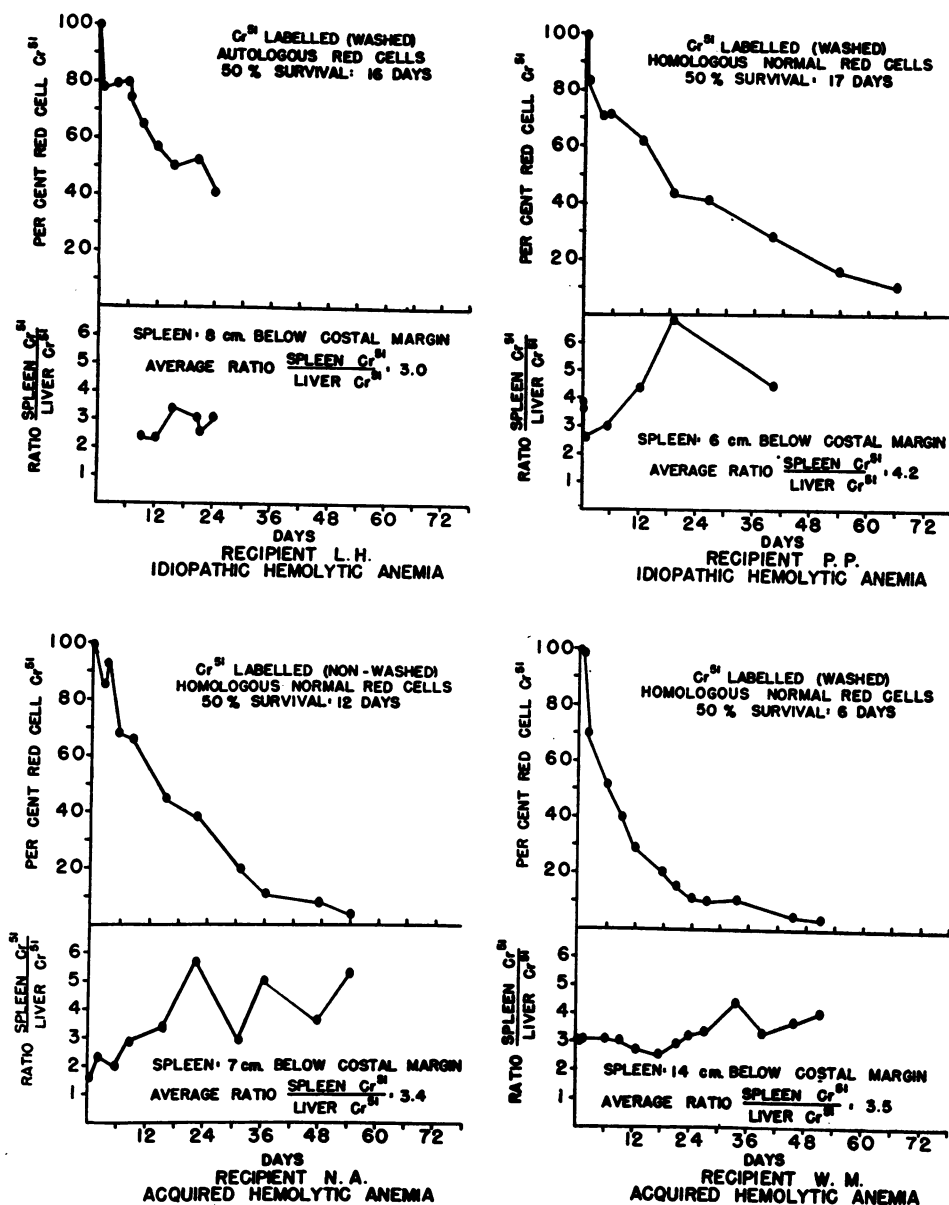 100
80
60
40
20
PER CENT RED CELL Cr⁵¹
Cr⁵¹ LABELLED (WASHED)
AUTOLOGOUS RED CELLS
50 % SURVIVAL: 16 DAYS
6
5
4
3
2
1
RATIO SPLEEN Cr⁵¹
LIVER Cr⁵¹
SPLEEN: 8 cm. BELOW COSTAL MARGIN
AVERAGE RATIO SPLEEN Cr⁵¹ : 3.0
LIVER Cr⁵¹
12 24 36 48 60 72
DAYS
RECIPIENT L.H.
IDIOPATHIC HEMOLYTIC ANEMIA
100
80
60
40
20
PER CENT RED CELL Cr⁵¹
Cr⁵¹ LABELLED (WASHED)
HOMOLOGOUS NORMAL RED CELLS
50 % SURVIVAL: 17 DAYS
6
5
4
3
2
1
RATIO SPLEEN Cr⁵¹
LIVER Cr⁵¹
SPLEEN: 6 cm. BELOW COSTAL MARGIN
AVERAGE RATIO SPLEEN Cr⁵¹ : 4.2
LIVER Cr⁵¹
12 24 36 48 60 72
DAYS
RECIPIENT P. P.
IDIOPATHIC HEMOLYTIC ANEMIA
100
80
60
40
20
PER CENT RED CELL Cr⁵¹
Cr⁵¹ LABELLED (NON-WASHED)
HOMOLOGOUS NORMAL RED CELLS
50 % SURVIVAL: 12 DAYS
6
5
4
3
2
1
RATIO SPLEEN Cr⁵¹
LIVER Cr⁵¹
SPLEEN: 7 cm. BELOW COSTAL MARGIN
AVERAGE RATIO SPLEEN Cr⁵¹ : 3.4
LIVER Cr⁵¹
12 24 36 48 60 72
DAYS
RECIPIENT N. A.
ACQUIRED HEMOLYTIC ANEMIA
100
80
60
40
20
PER CENT RED CELL Cr⁵¹
Cr⁵¹ LABELLED (WASHED)
HOMOLOGOUS NORMAL RED CELLS
50 % SURVIVAL: 6 DAYS
6
5
4
3
2
1
RATIO SPLEEN Cr⁵¹
LIVER Cr⁵¹
SPLEEN: 14 cm. BELOW COSTAL MARGIN
AVERAGE RATIO SPLEEN Cr⁵¹ : 3.5
LIVER Cr⁵¹
12 24 36 48 60 72
DAYS
RECIPIENT W. M.
ACQUIRED HEMOLYTIC ANEMIA